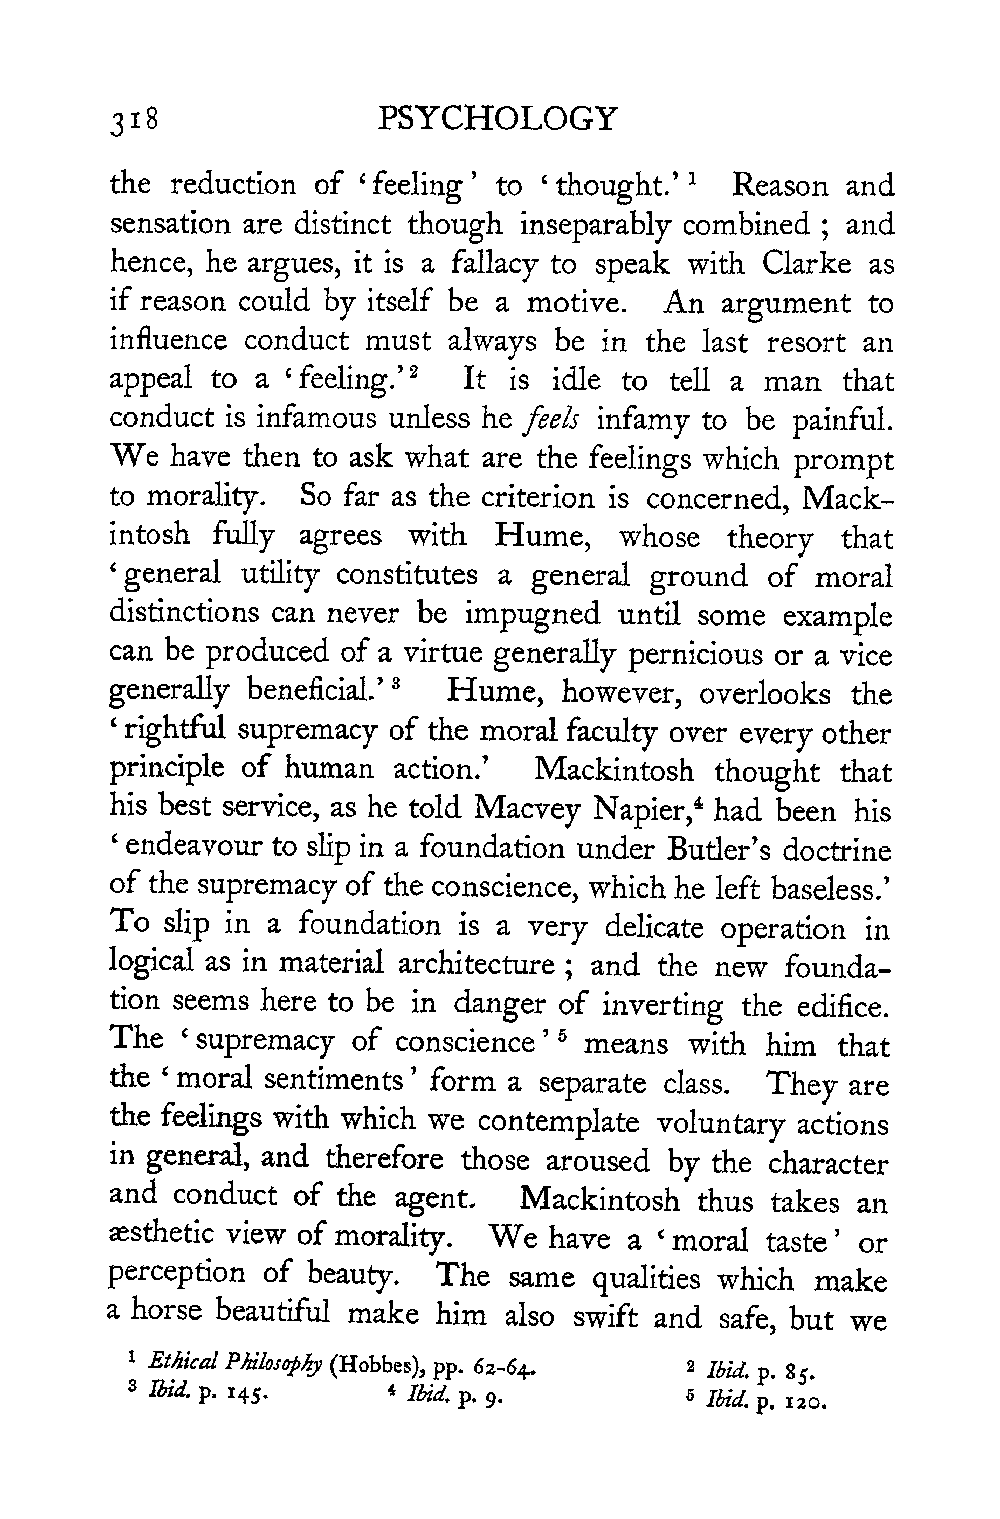 318 PSYCHOLOGY
the reduction of ‘feeling’ to ‘thought.’ ¹ Reason and
sensation are distinct though inseparably combined ; and
hence, he argues, it is a fallacy to speak with Clarke as
if reason could by itself be a motive. An argument to
influence conduct must always be in the last resort an
appeal to a ‘feeling.’ ² It is idle to tell a man that
conduct is infamous unless he feels infamy to be painful.
We have then to ask what are the feelings which prompt
to morality. So far as the criterion is concerned, Mack-
intosh fully agrees with Hume, whose theory that
‘general utility constitutes a general ground of moral
distinctions can never be impugned until some example
can be produced of a virtue generally pernicious or a vice
generally beneficial.’ ³ Hume, however, overlooks the
‘rightful supremacy of the moral faculty over every other
principle of human action.’ Mackintosh thought that
his best service, as he told Macvey Napier,⁴ had been his
‘endeavour to slip in a foundation under Butler’s doctrine
of the supremacy of the conscience, which he left baseless.’
To slip in a foundation is a very delicate operation in
logical as in material architecture ; and the new founda-
tion seems here to be in danger of inverting the edifice.
The ‘supremacy of conscience’ ⁵ means with him that
the ‘moral sentiments’ form a separate class. They are
the feelings with which we contemplate voluntary actions
in general, and therefore those aroused by the character
and conduct of the agent. Mackintosh thus takes an
æsthetic view of morality. We have a ‘moral taste’ or
perception of beauty. The same qualities which make
a horse beautiful make him also swift and safe, but we
¹ Ethical Philosophy (Hobbes), pp. 62-64. ² Ibid. p. 85.
³ Ibid. p. 145. ⁴ Ibid. p. 9. ⁵ Ibid. p. 120.